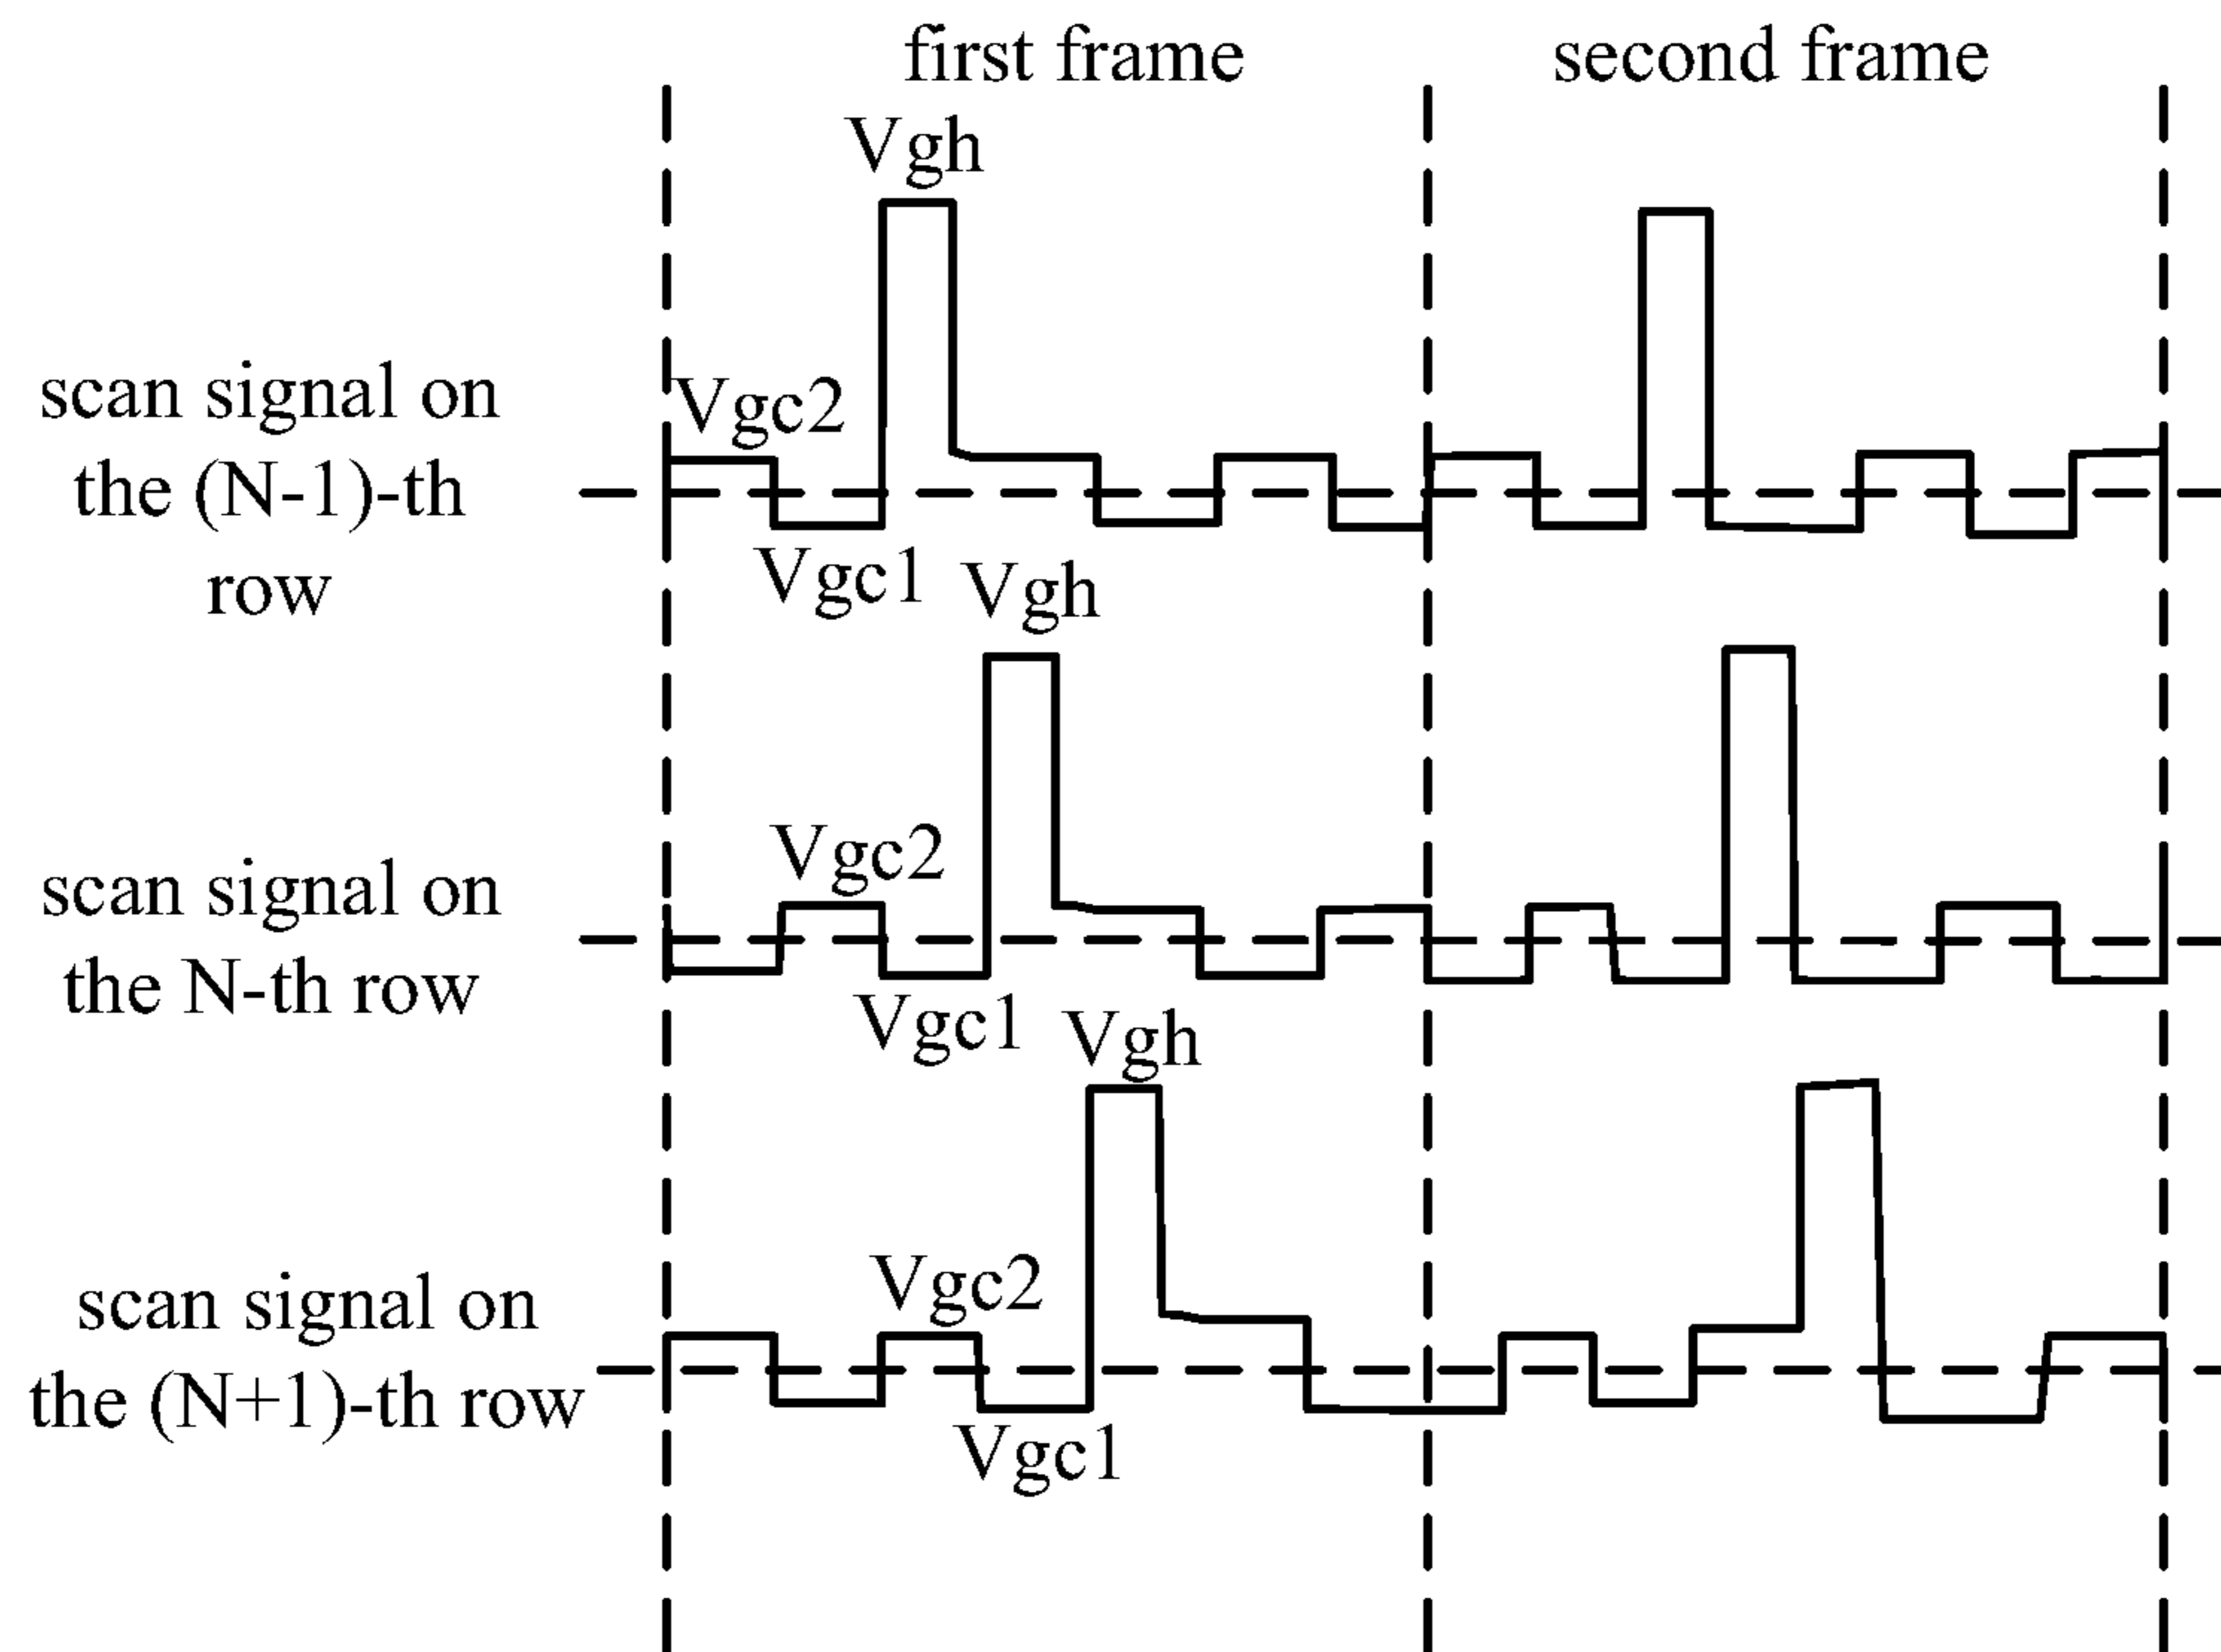 first frame
second frame
Vgh
scan signal on
the (N-1)-th
row
Vgc2
Vgc1
Vgh
scan signal on
the N-th row
Vgc2
Vgc1
Vgh
scan signal on
the (N+1)-th row
Vgc2
Vgc1